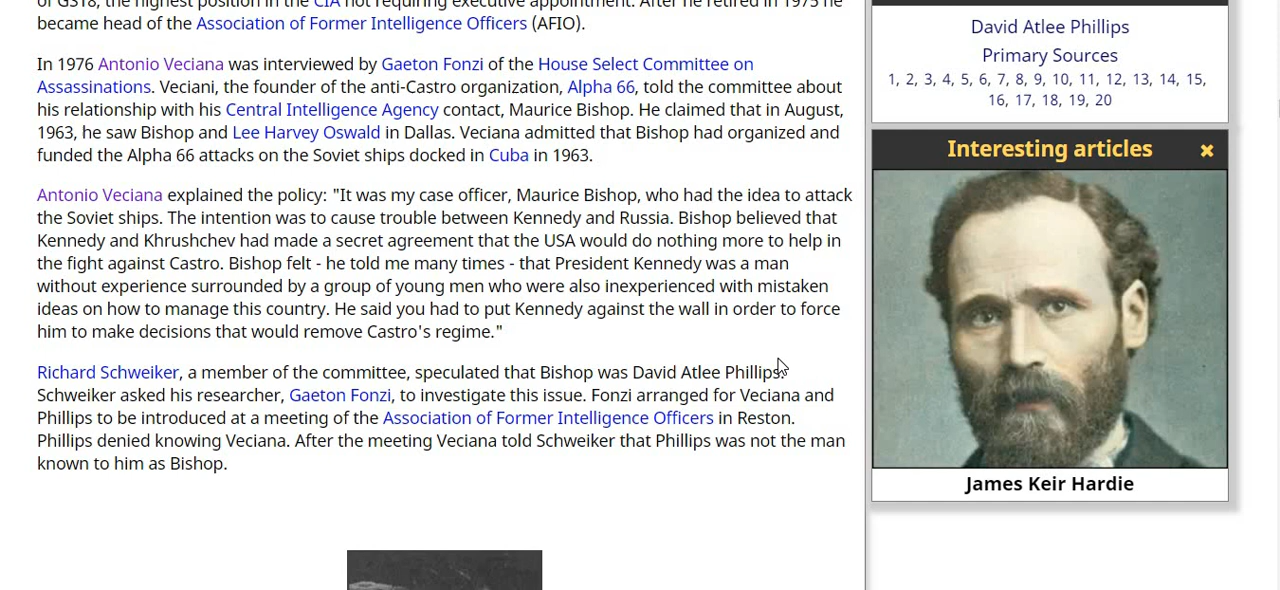 of GS18, the highest position in the CIA not requiring executive appointment. After he retired in 1975 he
became head of the Association of Former Intelligence Officers (AFIO).
In 1976 Antonio Veciana was interviewed by Gaeton Fonzi of the House Select Committee on
Assassinations. Veciani, the founder of the anti-Castro organization, Alpha 66, told the committee about
his relationship with his Central Intelligence Agency contact, Maurice Bishop. He claimed that in August,
1963, he saw Bishop and Lee Harvey Oswald in Dallas. Veciana admitted that Bishop had organized and
funded the Alpha 66 attacks on the Soviet ships docked in Cuba in 1963.
Antonio Veciana explained the policy: "It was my case officer, Maurice Bishop, who had the idea to attack
the Soviet ships. The intention was to cause trouble between Kennedy and Russia. Bishop believed that
Kennedy and Khrushchev had made a secret agreement that the USA would do nothing more to help in
the fight against Castro. Bishop felt - he told me many times - that President Kennedy was a man
without experience surrounded by a group of young men who were also inexperienced with mistaken
ideas on how to manage this country. He said you had to put Kennedy against the wall in order to force
him to make decisions that would remove Castro's regime."
Richard Schweiker, a member of the committee, speculated that Bishop was David Atlee Phillips.
Schweiker asked his researcher, Gaeton Fonzi, to investigate this issue. Fonzi arranged for Veciana and
Phillips to be introduced at a meeting of the Association of Former Intelligence Officers in Reston.
Phillips denied knowing Veciana. After the meeting Veciana told Schweiker that Phillips was not the man
known to him as Bishop.
David Atlee Phillips
Primary Sources
1, 2, 3, 4, 5, 6, 7, 8, 9, 10, 11, 12, 13, 14, 15,
16, 17, 18, 19, 20
Interesting articles ×
James Keir Hardie